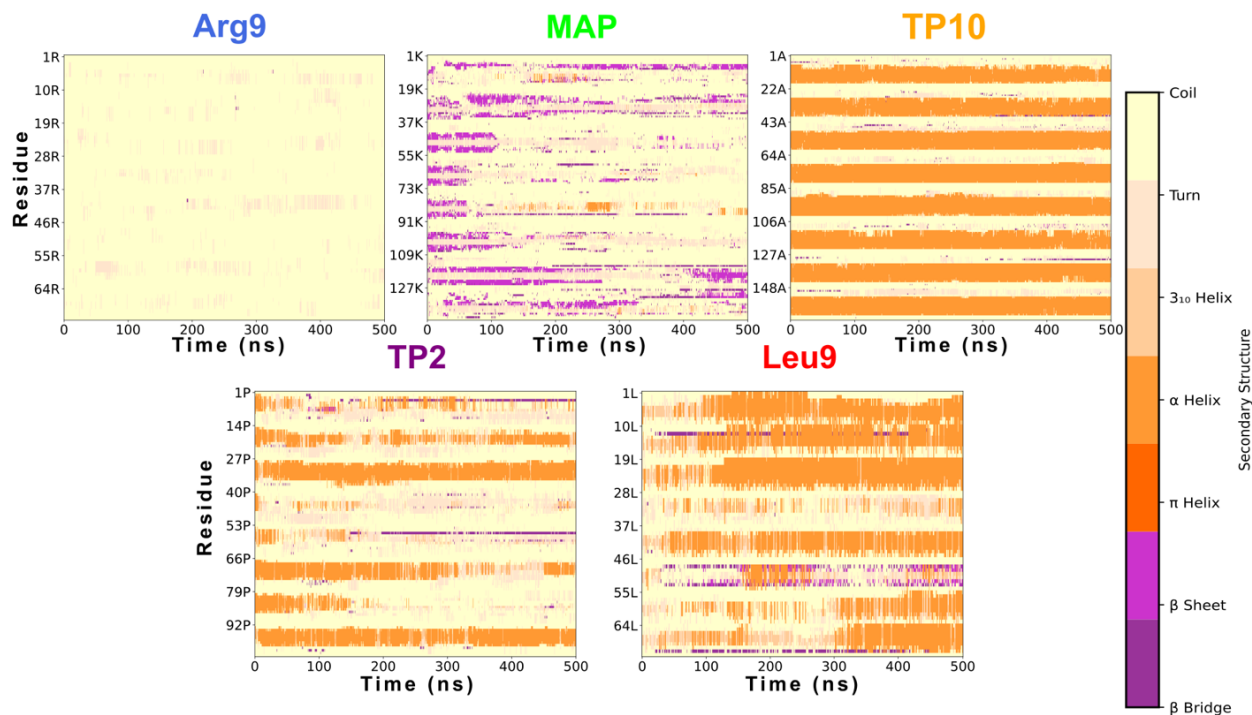 Arg9
MAP
TP10
1R
10R
19R
28R
37R
46R
55R
64R
Residue
0
100
200
300
400
500
Time (ns)
1K
19K
37K
55K
73K
91K
109K
127K
0
100
200
300
400
500
Time (ns)
1A
22A
43A
64A
85A
106A
127A
148A
0
100
200
300
400
500
Time (ns)
TP2
Leu9
1P
14P
27P
40P
53P
66P
79P
92P
Residue
0
100
200
300
400
500
Time (ns)
1L
10L
19L
28L
37L
46L
55L
64L
0
100
200
300
400
500
Time (ns)
Coil
Turn
3₁₀ Helix
α Helix
π Helix
β Sheet
β Bridge
Secondary Structure